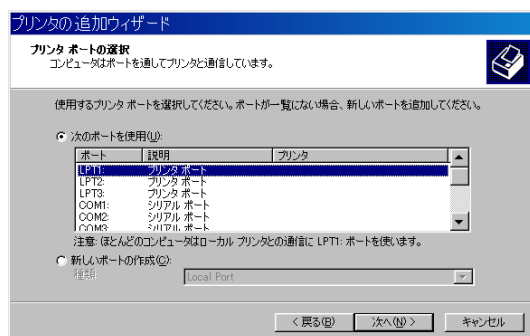 プリンタの追加ウィザード
プリンタ ポートの選択
コンピュータはポートを通してプリンタと通信しています。
使用するプリンタ ポートを選択してください。ポートが一覧にない場合、新しいポートを追加してください。
次のポートを使用(U):
ポート 説明 プリンタ
LPT1: プリンタ ポート
LPT2: プリンタ ポート
LPT3: プリンタ ポート
COM1: シリアル ポート
COM2: シリアル ポート
COM3: シリアル ポート
注意: ほとんどのコンピュータはローカル プリンタとの通信に LPT1: ポートを使います。
新しいポートの作成(C):
種類: Local Port
< 戻る(B) 次へ(N) > キャンセル